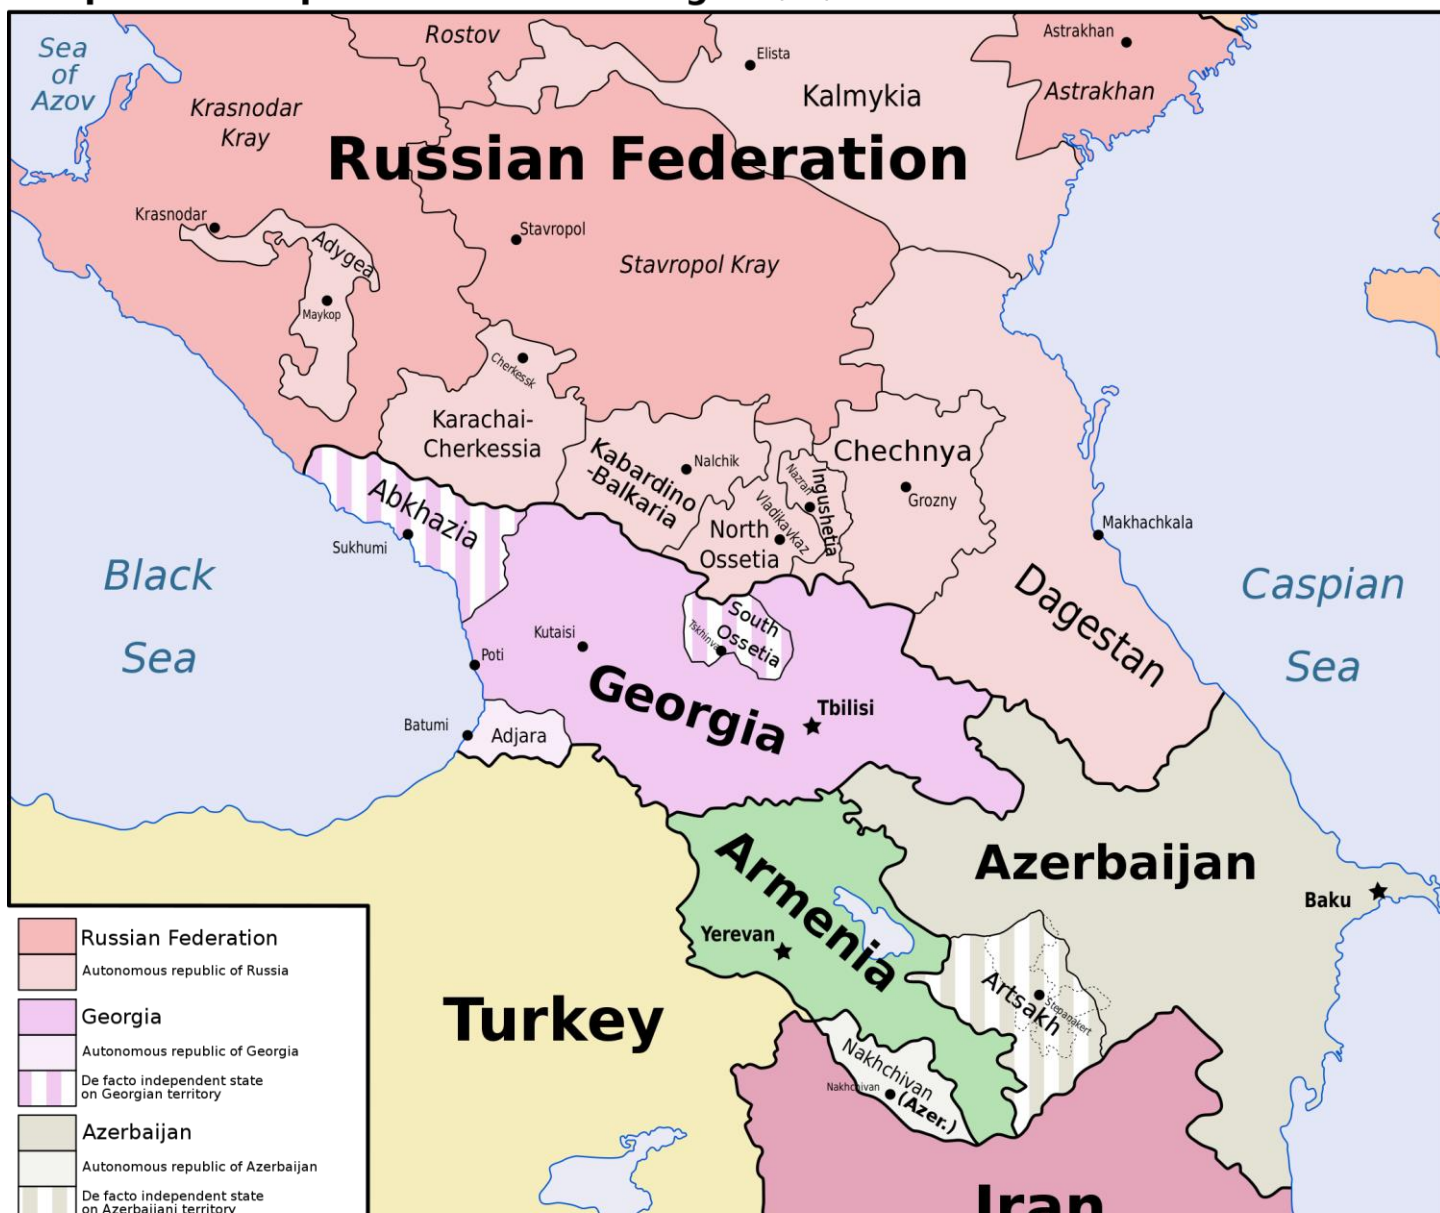 Sea
of
Azov
Rostov
Elista
Astrakhan
Astrakhan
Kalmykia
Krasnodar
Kray
Russian Federation
Krasnodar
Adygea
Maykop
Stavropol
Stavropol Kray
Cherkessk
Karachai-
Cherkessia
Kabardino
-Balkaria
Nalchik
Nazran
Ingushetia
Chechnya
Grozny
Vladikavkaz
North
Ossetia
Makhachkala
Dagestan
Abkhazia
Sukhumi
Black
Sea
Caspian
Sea
South
Ossetia
Kutaisi
Poti
Georgia
Tbilisi
Batumi
Adjara
Armenia
Yerevan
Azerbaijan
Baku
Artsakh
Stepanakert
Turkey
Nakhchivan
(Azer.)
Nakhchivan
Iran
Russian Federation
Autonomous republic of Russia
Georgia
Autonomous republic of Georgia
De facto independent state
on Georgian territory
Azerbaijan
Autonomous republic of Azerbaijan
De facto independent state
on Azerbaijani territory